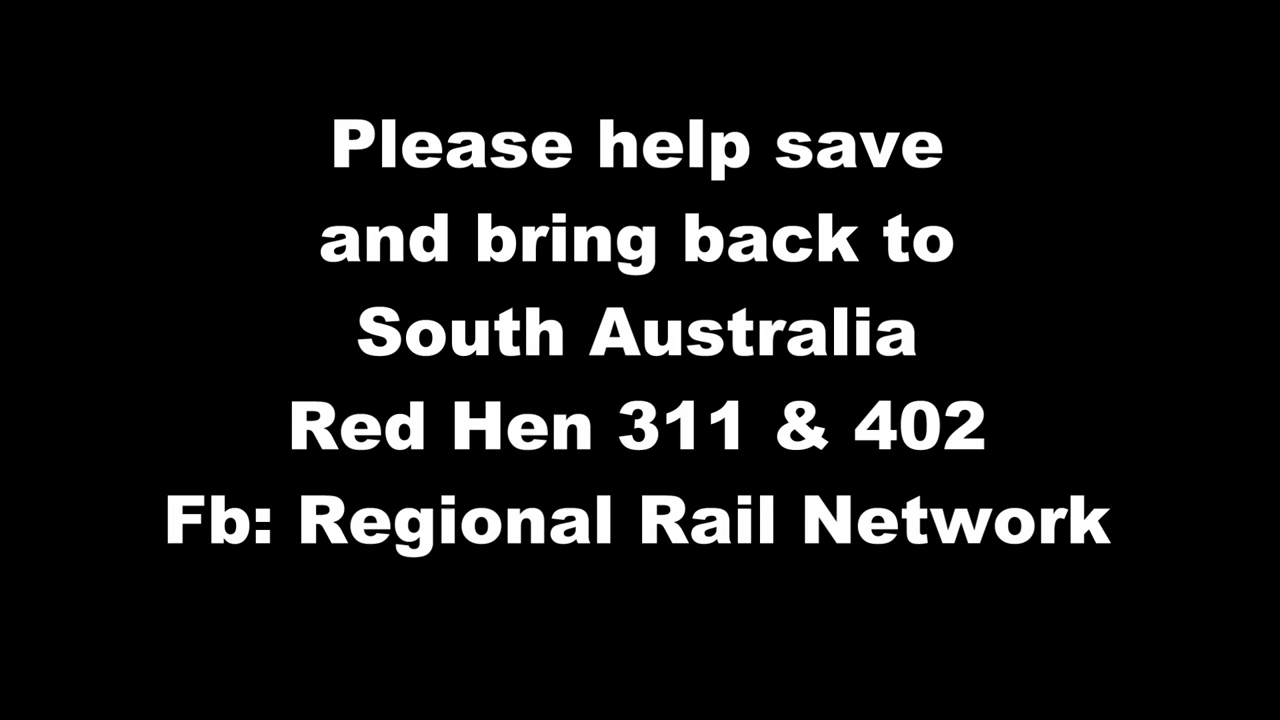 Please help save
and bring back to
South Australia
Red Hen 311 & 402
Fb: Regional Rail Network